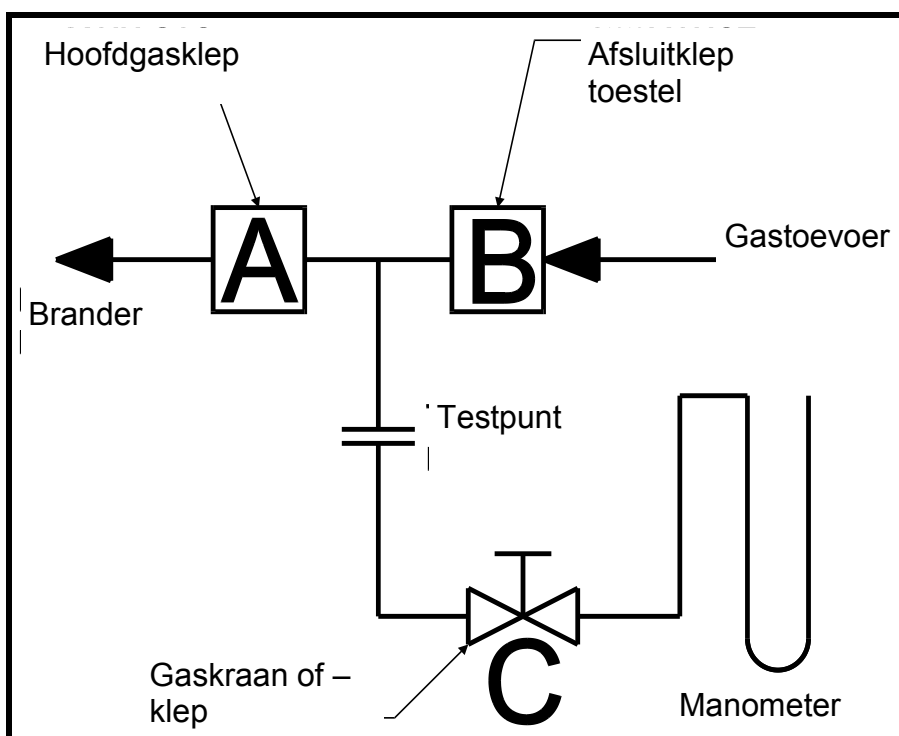 Hoofdgasklep
Afsluitklep
toestel
A
B
Gastoevoer
Brander
Testpunt
Gaskraan of –
klep
C
Manometer